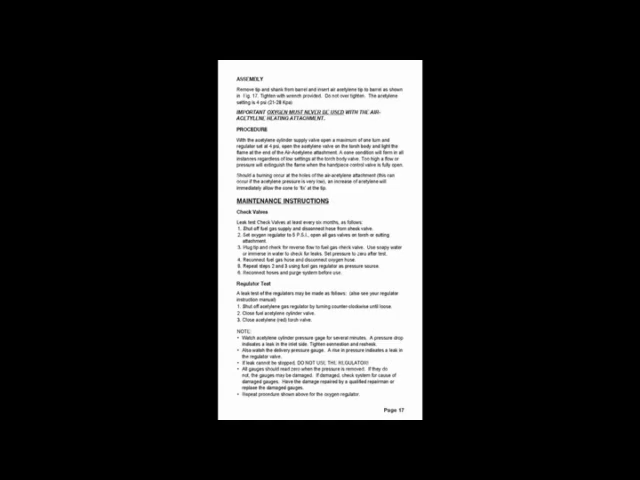 ASSEMBLY
Remove tip and shank from barrel and insert air acetylene tip to barrel as shown
in Fig. 17. Tighten with wrench provided. Do not over tighten. The acetylene
setting is 4 psi (21-28 Kpa)
IMPORTANT OXYGEN MUST NEVER BE USED WITH THE AIR-
ACETYLENE HEATING ATTACHMENT.
PROCEDURE
With the acetylene cylinder supply valve open a maximum of one turn and
regulator set at 4 psi, open the acetylene valve on the torch body and light the
flame at the end of the Air-Acetylene attachment. A cone condition will form in all
instances regardless of low settings at the torch body valve. Too high a flow or
pressure will extinguish the flame when the handpiece control valve is fully open.
Should a burning occur at the holes of the air-acetylene attachment (this can
occur if the acetylene pressure is very low), an increase of acetylene will
immediately allow the cone to 'fix' at the tip.
MAINTENANCE INSTRUCTIONS
Check Valves
Leak test Check Valves at least every six months, as follows:
1. Shut off fuel gas supply and disconnect hose from check valve.
2. Set oxygen regulator to 5 P.S.I., open all gas valves on torch or cutting
attachment.
3. Plug tip and check for reverse flow to fuel gas check valve. Use soapy water
or immerse in water to check for leaks. Set pressure to zero after test.
4. Reconnect fuel gas hose and disconnect oxygen hose.
5. Repeat steps 2 and 3 using fuel gas regulator as pressure source.
6. Reconnect hoses and purge system before use.
Regulator Test
A leak test of the regulators may be made as follows: (also see your regulator
instruction manual)
1. Shut off acetylene gas regulator by turning counter-clockwise until loose.
2. Close fuel acetylene cylinder valve.
3. Close acetylene (red) torch valve.
NOTE:
• Watch acetylene cylinder pressure gage for several minutes. A pressure drop
indicates a leak in the inlet side. Tighten connection and recheck.
• Also watch the delivery pressure gauge. A rise in pressure indicates a leak in
the regulator valve.
• If leak cannot be stopped, DO NOT USE THE REGULATOR!
• All gauges should read zero when the pressure is removed. If they do
not, the gauges may be damaged. If damaged, check system for cause of
damaged gauges. Have the damage repaired by a qualified repairman or
replace the damaged gauges.
• Repeat procedure shown above for the oxygen regulator.
Page 17